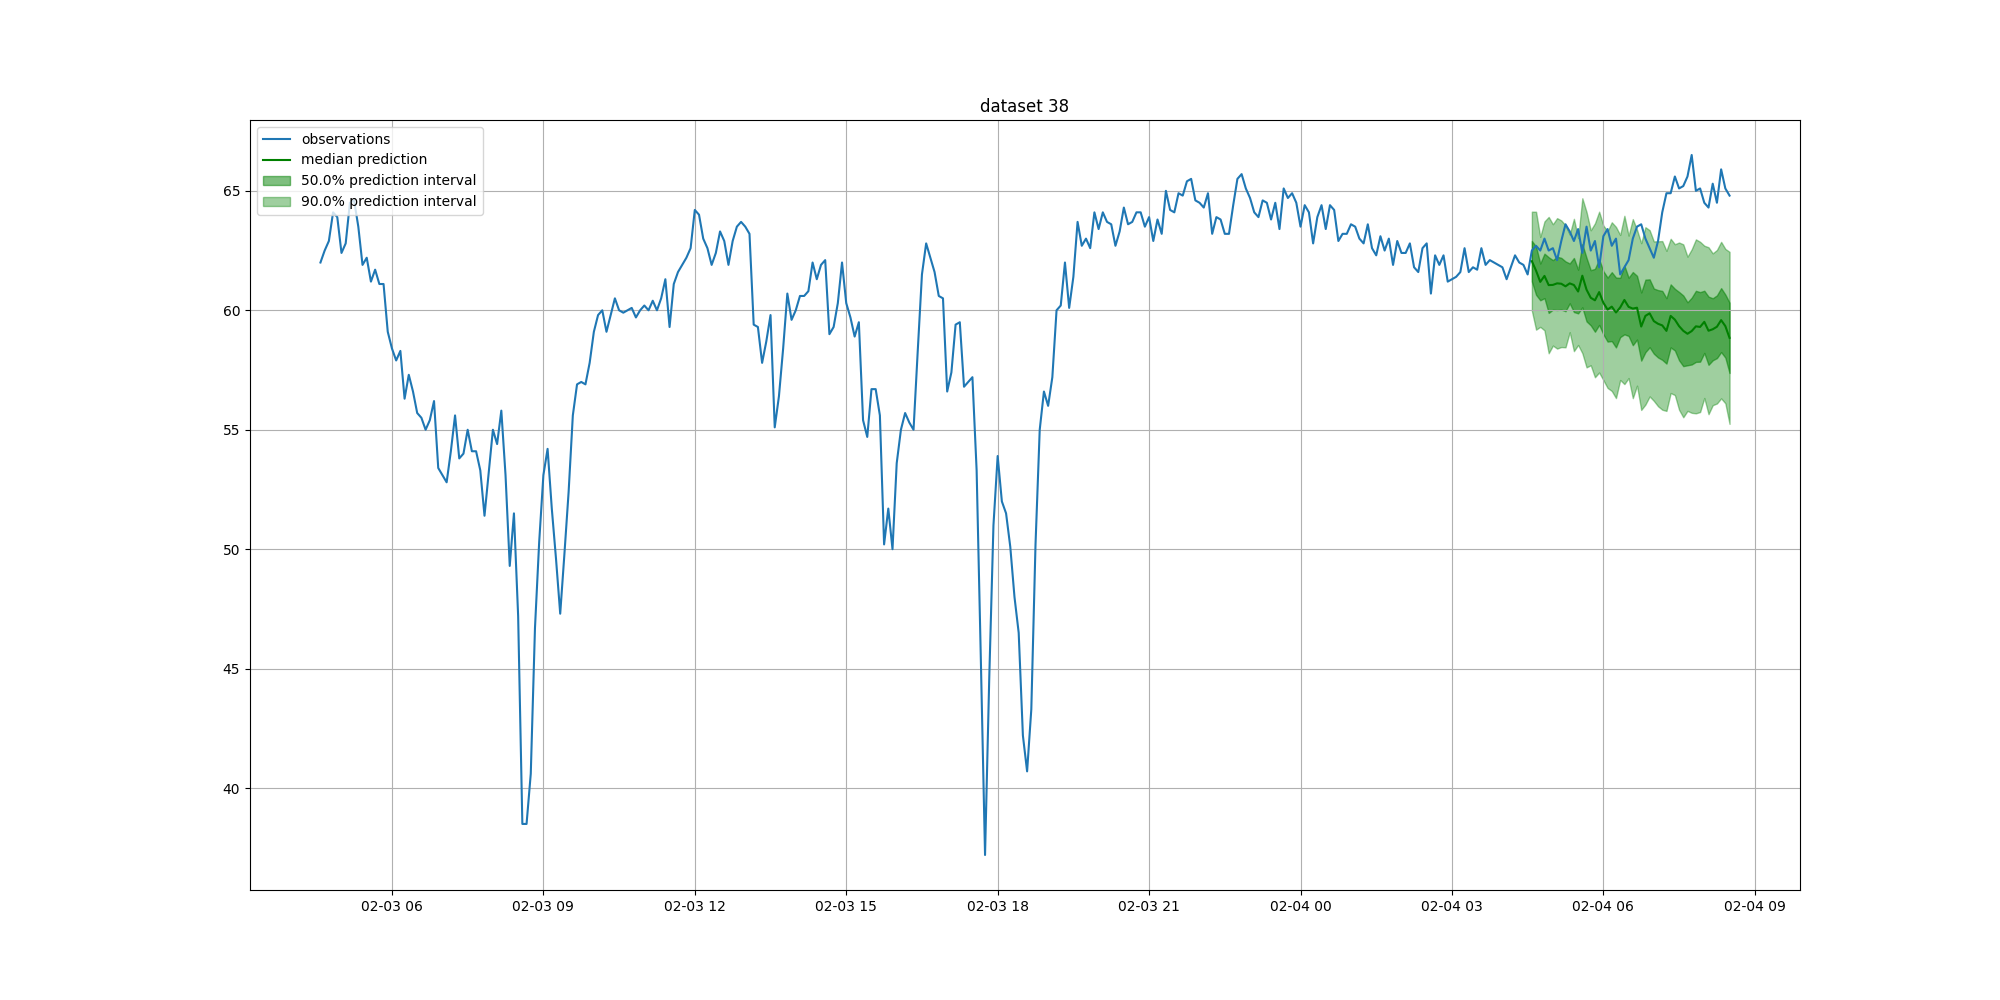 dataset 38
observations
median prediction
50.0% prediction interval
90.0% prediction interval
65
60
55
50
45
40
02-03 06 02-03 09 02-03 12 02-03 15 02-03 18 02-03 21 02-04 00 02-04 03 02-04 06 02-04 09